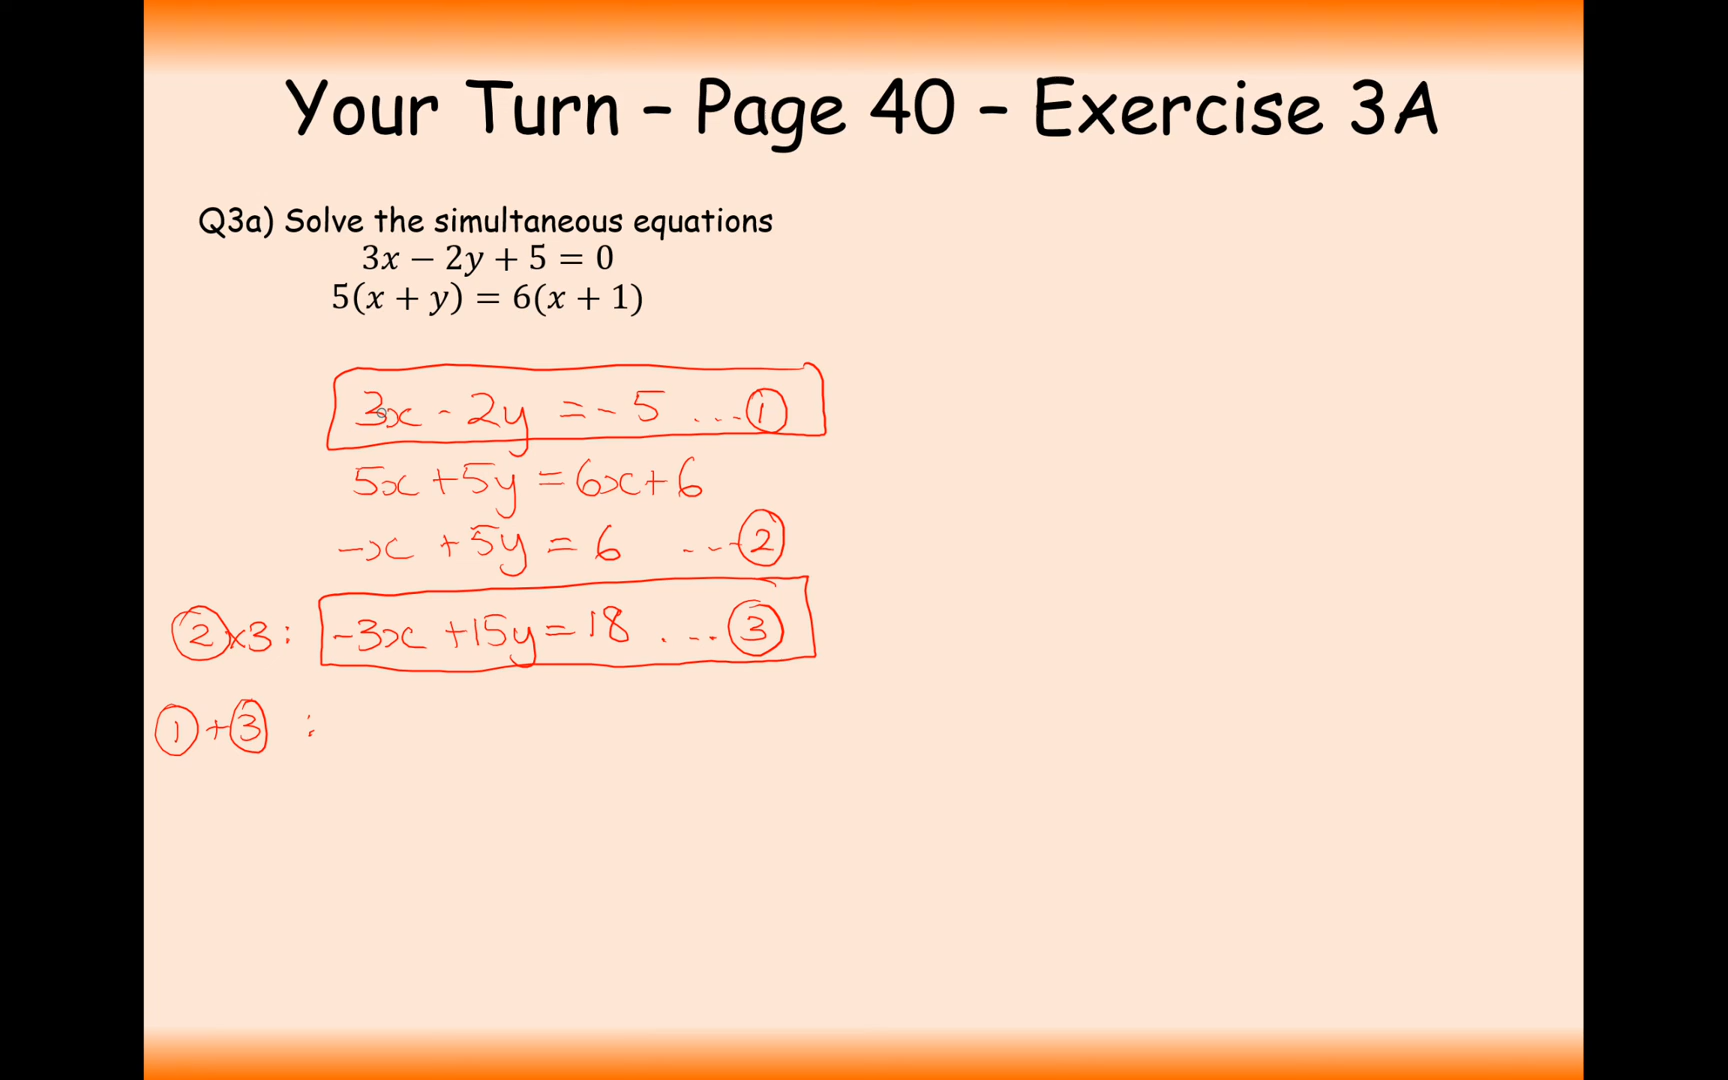 Your Turn – Page 40 – Exercise 3A
Q3a) Solve the simultaneous equations
3x − 2y + 5 = 0
5(x + y) = 6(x + 1)
3x - 2y = - 5 ... ①
5x + 5y = 6x + 6
-x + 5y = 6 ... ②
② x 3 : -3x + 15y = 18 ... ③
① + ③ :